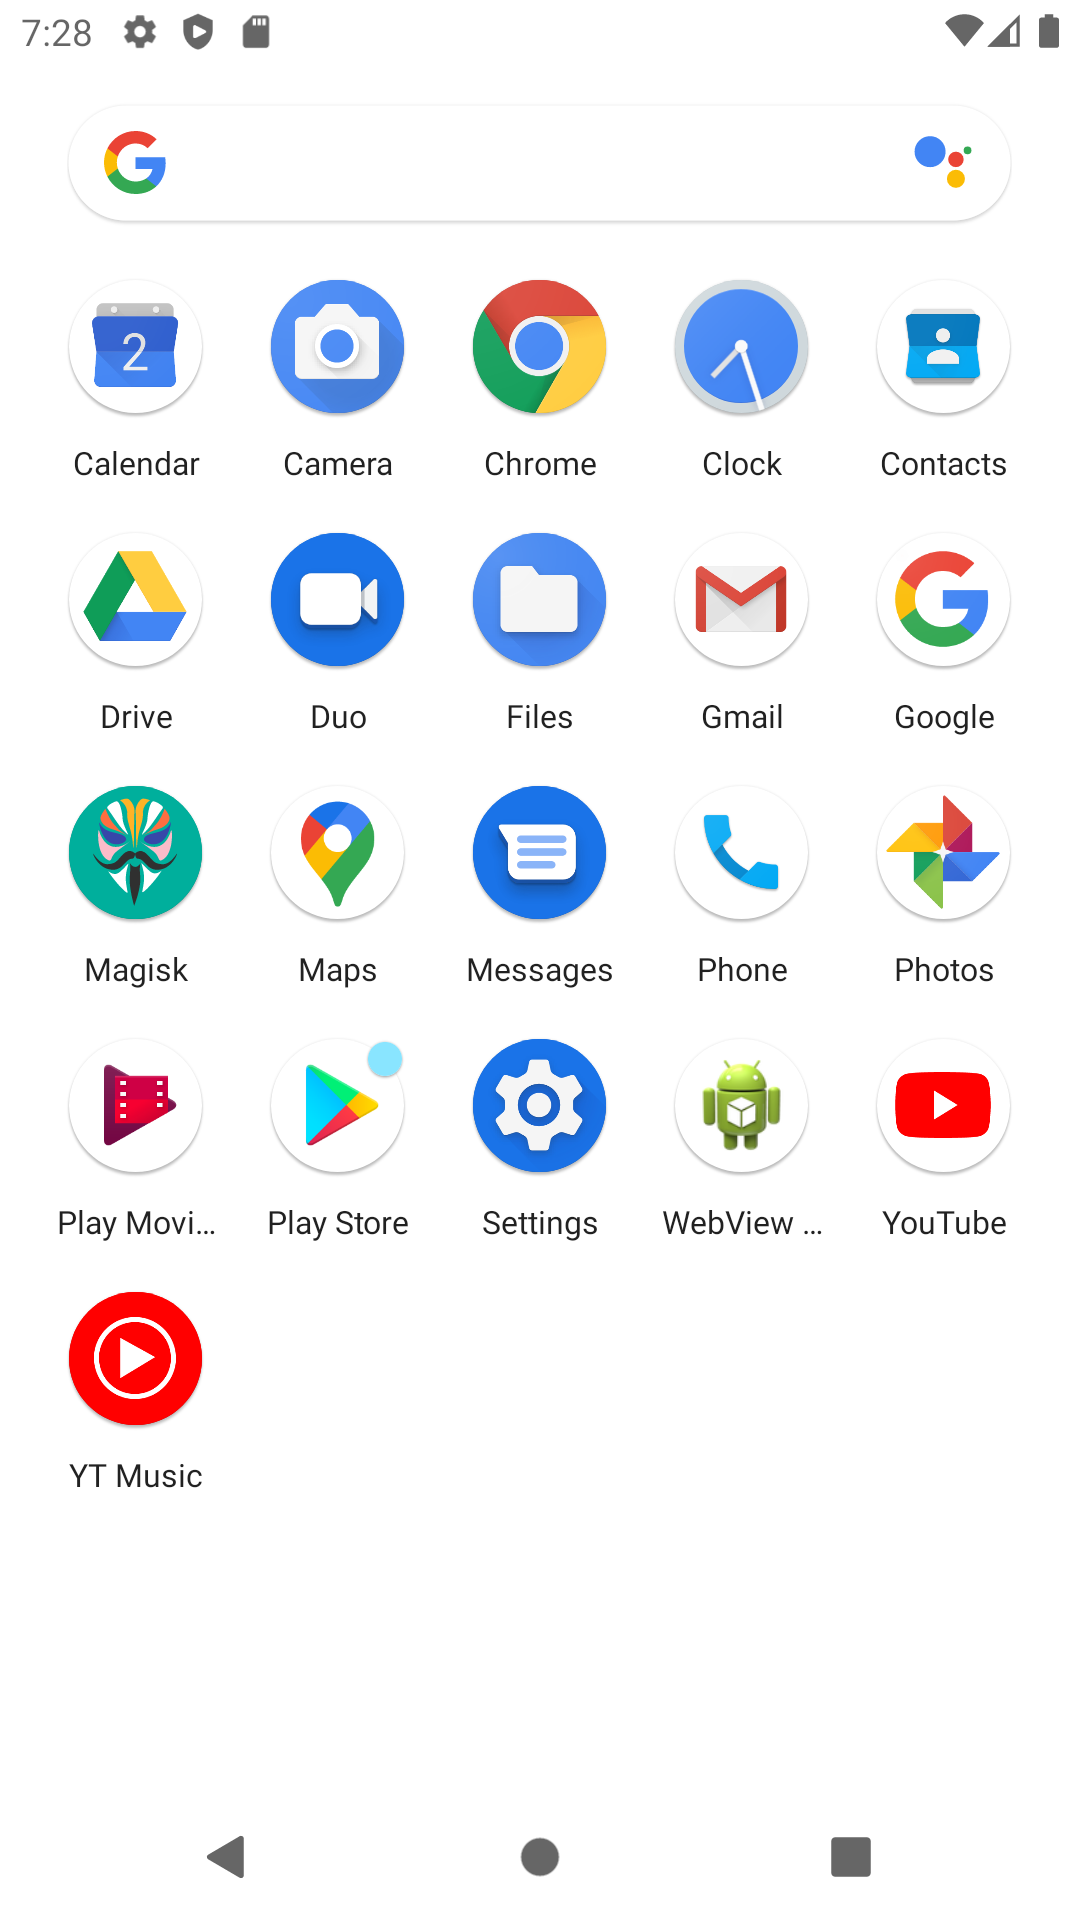 7:28
2
Calendar
Camera
Chrome
Clock
Contacts
Drive
Duo
Files
Gmail
Google
Magisk
Maps
Messages
Phone
Photos
Play Movi...
Play Store
Settings
WebView ...
YouTube
YT Music